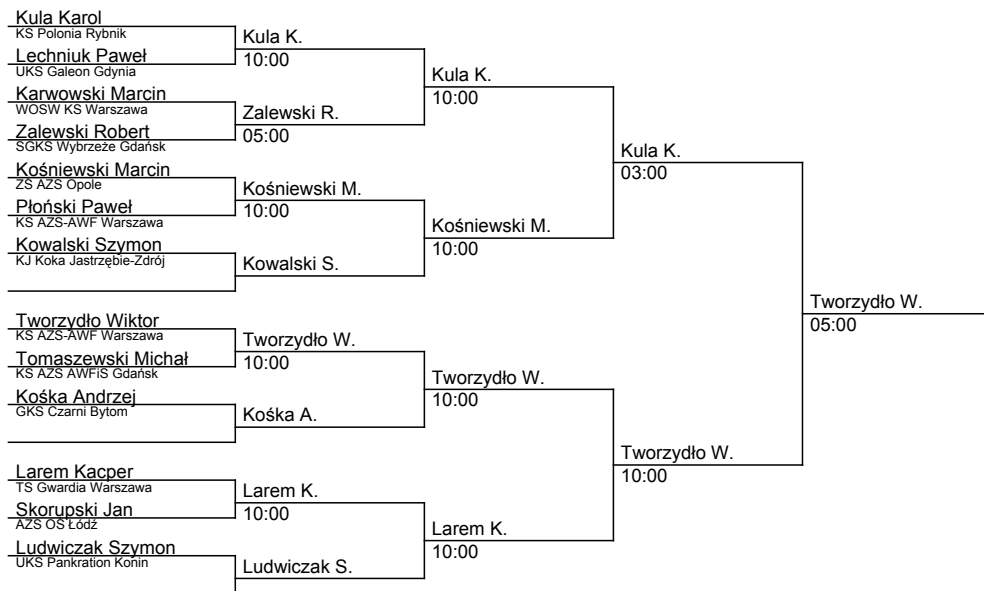 Kula Karol
KS Polonia Rybnik
Lechniuk Paweł
UKS Galeon Gdynia
Karwowski Marcin
WOSW KS Warszawa
Zalewski Robert
SGKS Wybrzeże Gdańsk
Kośniewski Marcin
ZS AZS Opole
Płoński Paweł
KS AZS-AWF Warszawa
Kowalski Szymon
KJ Koka Jastrzębie-Zdrój
Tworzydło Wiktor
KS AZS-AWF Warszawa
Tomaszewski Michał
KS AZS AWFiS Gdańsk
Kośka Andrzej
GKS Czarni Bytom
Larem Kacper
TS Gwardia Warszawa
Skorupski Jan
AZS OŚ Łódź
Ludwiczak Szymon
UKS Pankration Konin
Kula K.
10:00
Zalewski R.
05:00
Kośniewski M.
10:00
Kowalski S.
Tworzydło W.
10:00
Kośka A.
Larem K.
10:00
Ludwiczak S.
Kula K.
10:00
Kośniewski M.
10:00
Tworzydło W.
10:00
Larem K.
10:00
Kula K.
03:00
Tworzydło W.
10:00
Tworzydło W.
05:00